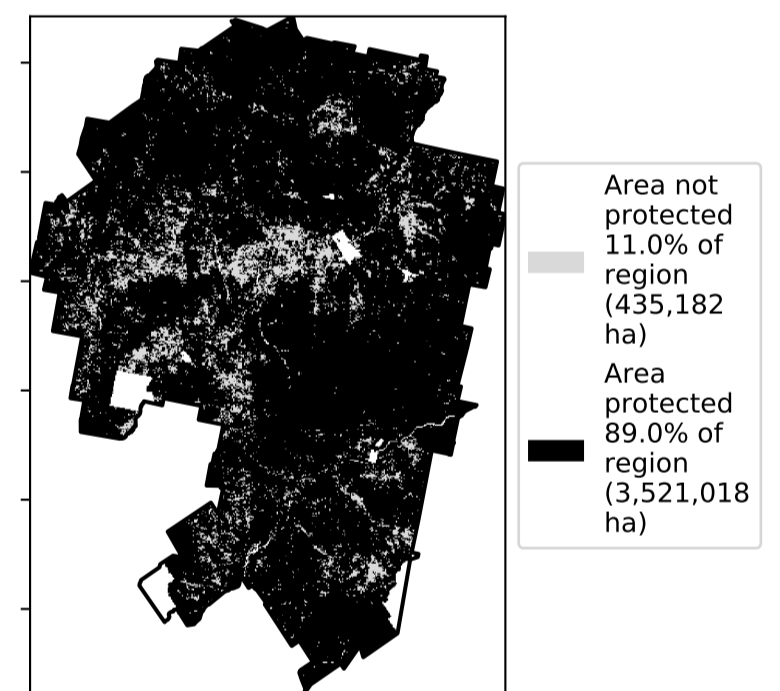 Area not
protected
11.0% of
region
(435,182
ha)
Area
protected
89.0% of
region
(3,521,018
ha)